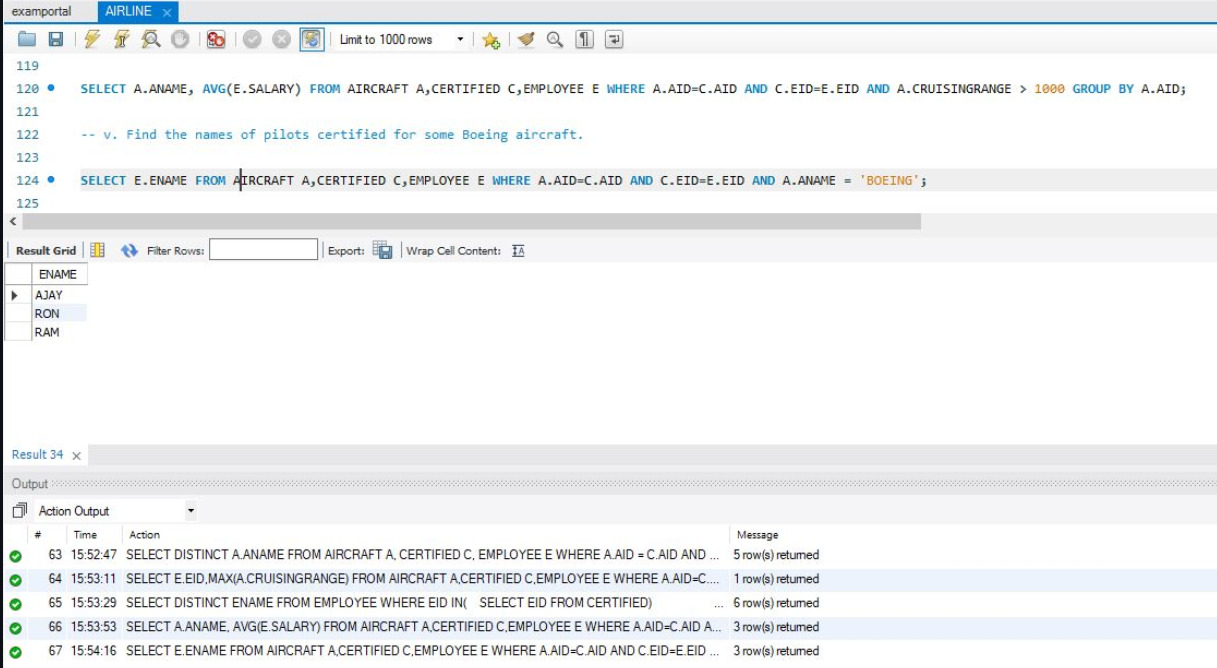 examportal AIRLINE
Limit to 1000 rows
119
120 SELECT A.ANAME, AVG(E.SALARY) FROM AIRCRAFT A,CERTIFIED C,EMPLOYEE E WHERE A.AID=C.AID AND C.EID=E.EID AND A.CRUISINGRANGE > 1000 GROUP BY A.AID;
121
122 -- v. Find the names of pilots certified for some Boeing aircraft.
123
124 SELECT E.ENAME FROM AIRCRAFT A,CERTIFIED C,EMPLOYEE E WHERE A.AID=C.AID AND C.EID=E.EID AND A.ANAME = 'BOEING';
125
Result Grid Filter Rows: Export: Wrap Cell Content:
ENAME
AJAY
RON
RAM
Result 34
Output
Action Output
# Time Action Message
63 15:52:47 SELECT DISTINCT A.ANAME FROM AIRCRAFT A, CERTIFIED C, EMPLOYEE E WHERE A.AID = C.AID AND ... 5 row(s) returned
64 15:53:11 SELECT E.EID,MAX(A.CRUISINGRANGE) FROM AIRCRAFT A,CERTIFIED C,EMPLOYEE E WHERE A.AID=C.... 1 row(s) returned
65 15:53:29 SELECT DISTINCT ENAME FROM EMPLOYEE WHERE EID IN( SELECT EID FROM CERTIFIED) ... 6 row(s) returned
66 15:53:53 SELECT A.ANAME, AVG(E.SALARY) FROM AIRCRAFT A,CERTIFIED C,EMPLOYEE E WHERE A.AID=C.AID A... 3 row(s) returned
67 15:54:16 SELECT E.ENAME FROM AIRCRAFT A,CERTIFIED C,EMPLOYEE E WHERE A.AID=C.AID AND C.EID=E.EID ... 3 row(s) returned